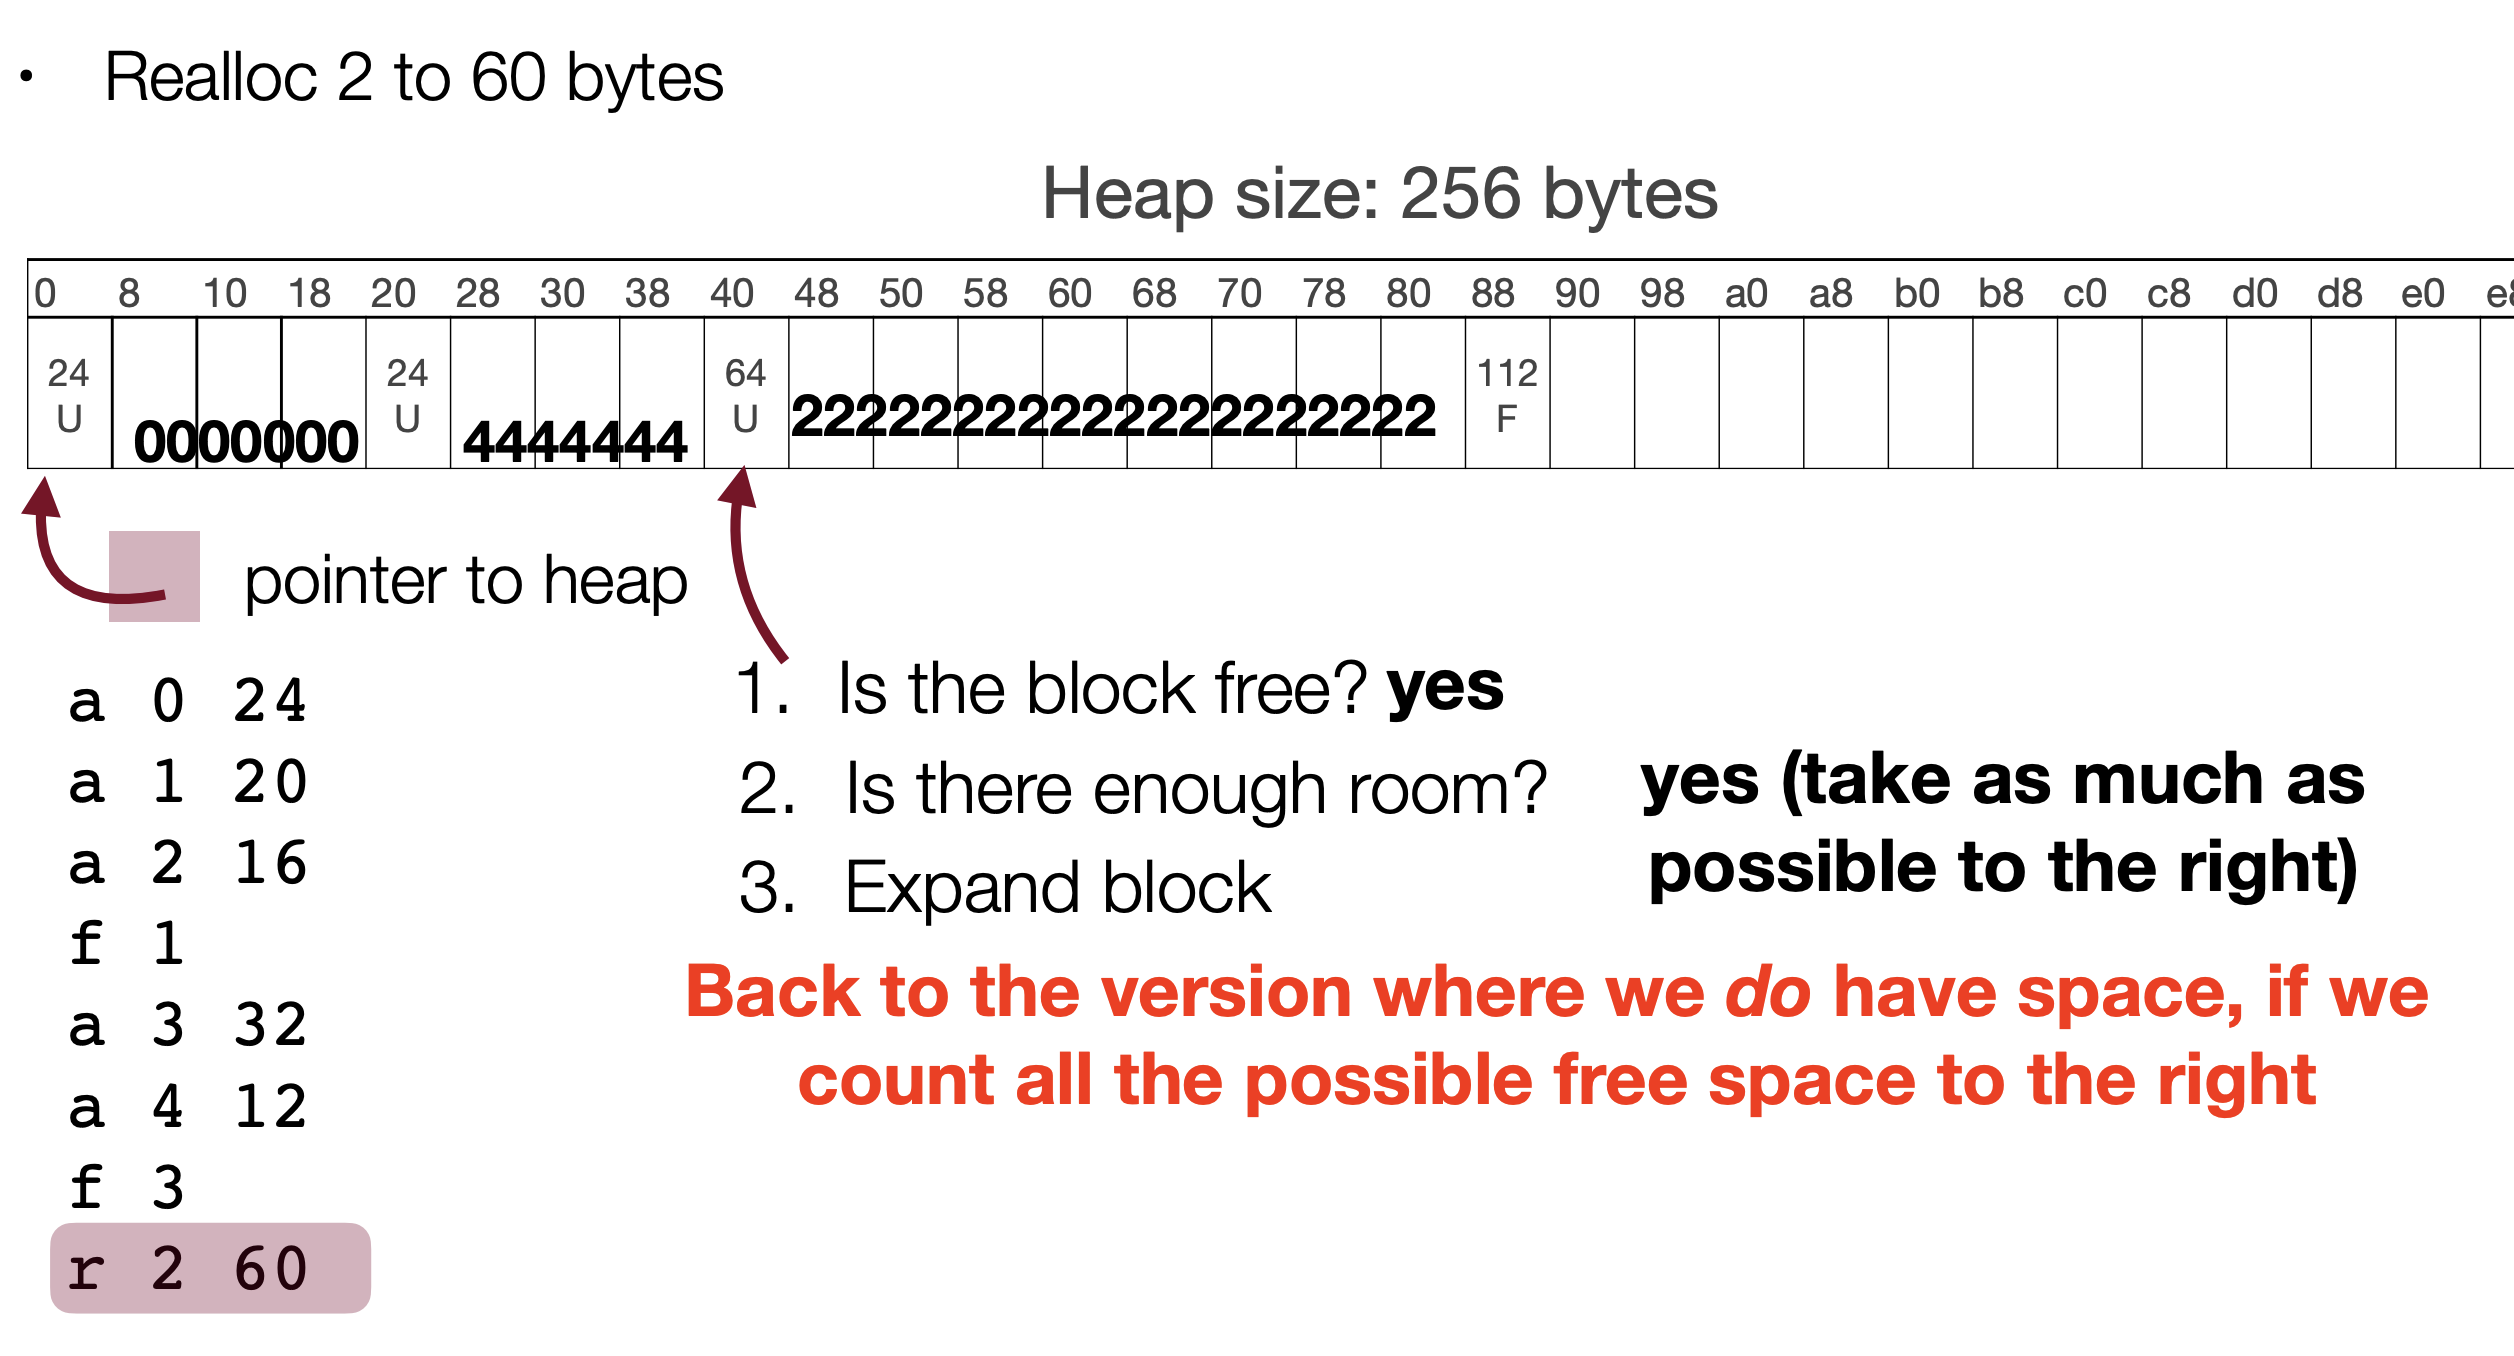 • Realloc 2 to 60 bytes
Heap size: 256 bytes
0 8 10 18 20 28 30 38 40 48 50 58 60 68 70 78 80 88 90 98 a0 a8 b0 b8 c0 c8 d0 d8 e0
24 24 64 112
U 0000000 U 4444444 U 22222222222222222222 F
pointer to heap
a 0 24
a 1 20
a 2 16
f 1
a 3 32
a 4 12
f 3
r 2 60
1. Is the block free? yes
2. Is there enough room? yes (take as much as
possible to the right)
3. Expand block
Back to the version where we do have space, if we
count all the possible free space to the right